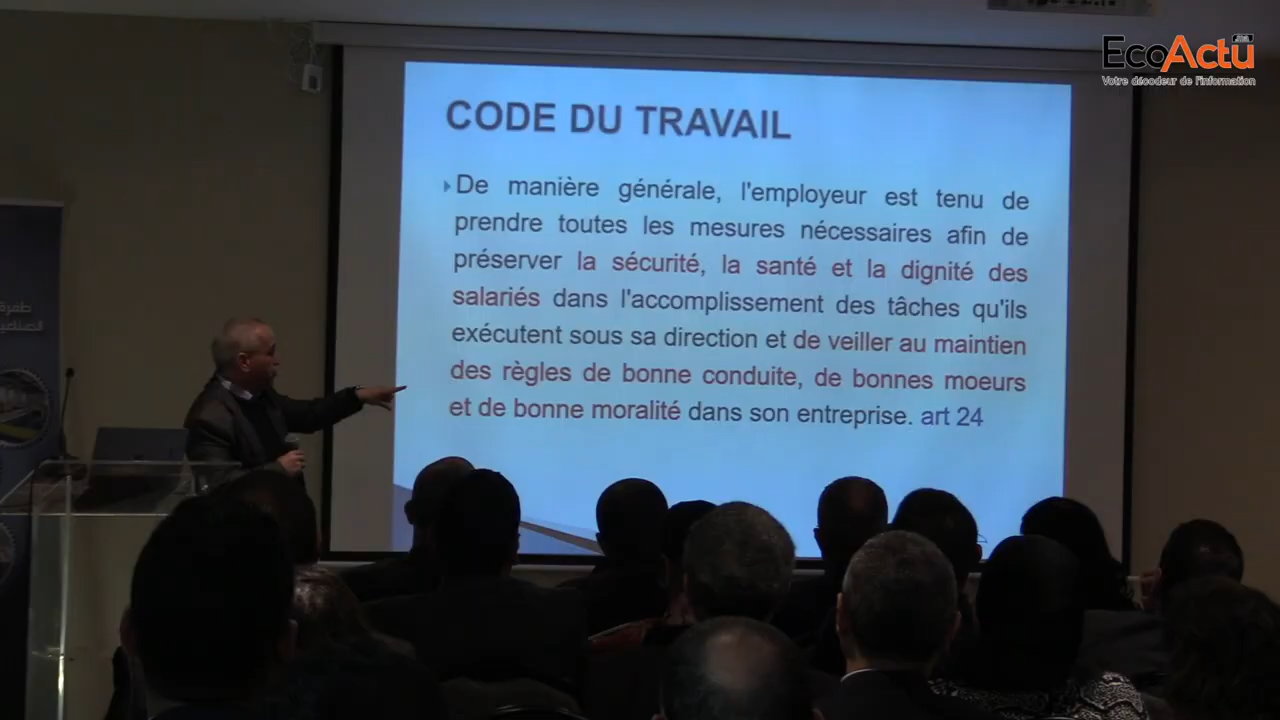 EcoActu
.ma
Votre décodeur de l'information
CODE DU TRAVAIL
De manière générale, l'employeur est tenu de
prendre toutes les mesures nécessaires afin de
préserver la sécurité, la santé et la dignité des
salariés dans l'accomplissement des tâches qu'ils
exécutent sous sa direction et de veiller au maintien
des règles de bonne conduite, de bonnes moeurs
et de bonne moralité dans son entreprise. art 24
طفرة